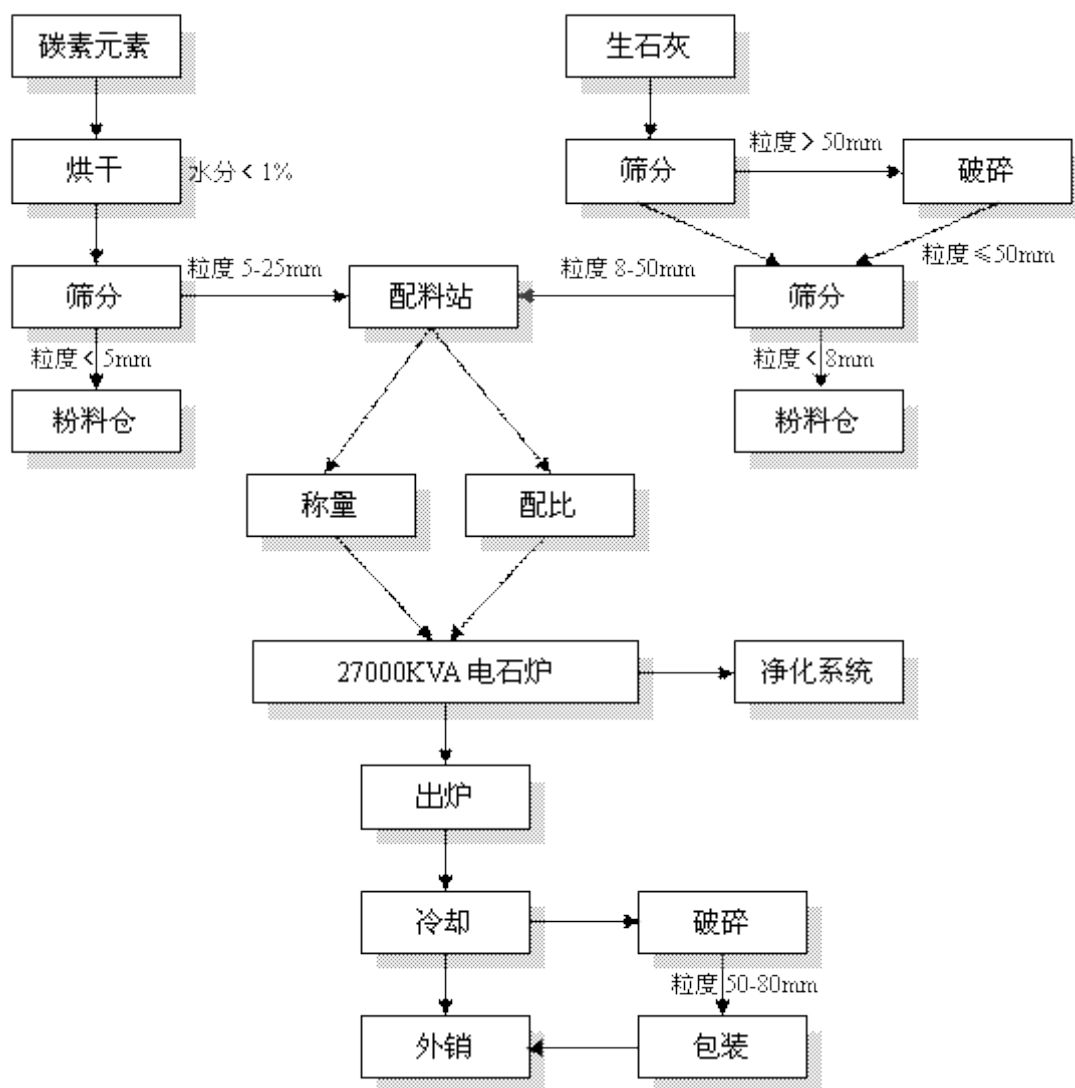 碳素元素
生石灰
烘干
水分 < 1%
筛分
粒度 > 50mm
破碎
筛分
粒度 5-25mm
配料站
粒度 8-50mm
筛分
粒度 ≤50mm
粒度 < 5mm
粉料仓
粒度 < 8mm
粉料仓
称量
配比
27000KVA 电石炉
净化系统
出炉
冷却
破碎
粒度 50-80mm
外销
包装